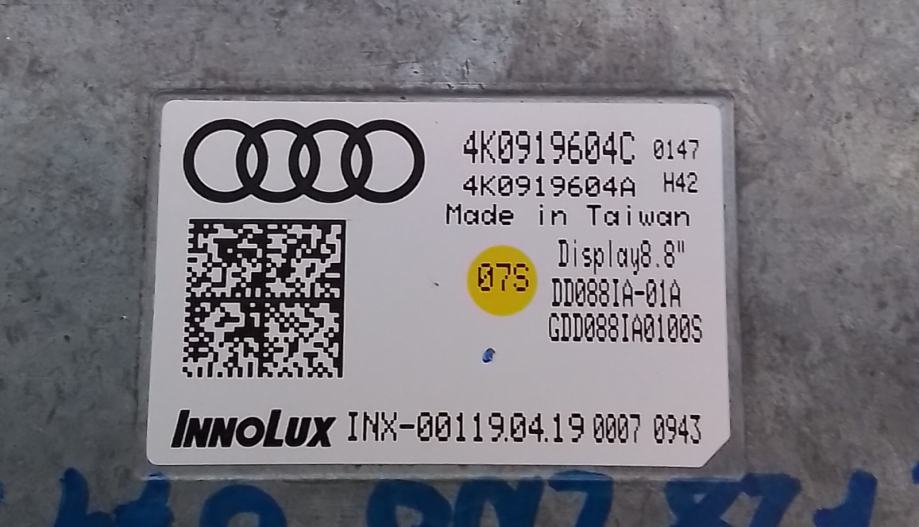 4K0919604C 0147
4K0919604A H42
Made in Taiwan
Display8.8"
07S
DD088IA-01A
GDD088IA0100S
INNOLUX INX-00119.04.19 0007 0943